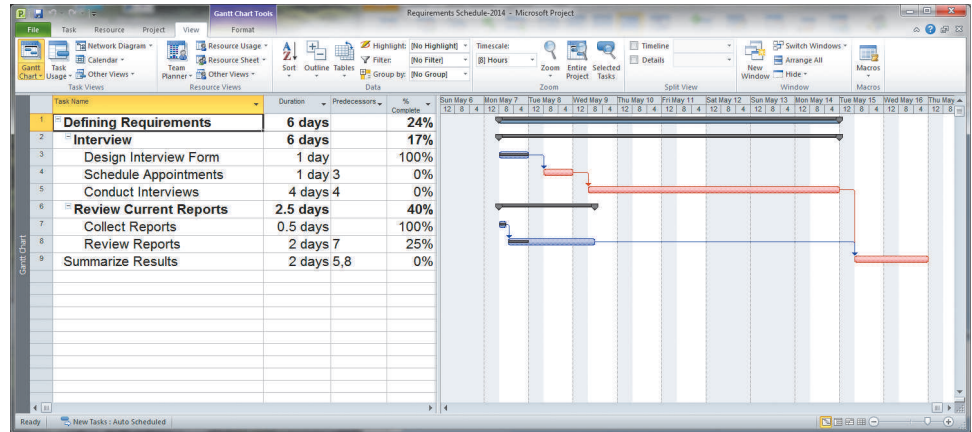 Gantt Chart Tools
Requirements Schedule-2014 - Microsoft Project
File Task Resource Project View Format
Gantt Chart
Task Usage
Network Diagram
Calendar
Other Views
Task Views
Team Planner
Resource Usage
Resource Sheet
Other Views
Resource Views
Sort Outline Tables
Highlight: [No Highlight]
Filter: [No Filter]
Group by: [No Group]
Data
Timescale:
[8] Hours
Zoom Entire Project Selected Tasks
Zoom
Timeline
Details
Split View
New Window
Switch Windows
Arrange All
Hide
Window
Macros
Macros
Task Name Duration Predecessors % Complete
Sun May 6 Mon May 7 Tue May 8 Wed May 9 Thu May 10 Fri May 11 Sat May 12 Sun May 13 Mon May 14 Tue May 15 Wed May 16 Thu May
12 8 4 12 8 4 12 8 4 12 8 4 12 8 4 12 8 4 12 8 4 12 8 4 12 8 4 12 8 4 12 8 4 12 8
1 Defining Requirements 6 days 24%
2 Interview 6 days 17%
3 Design Interview Form 1 day 100%
4 Schedule Appointments 1 day 3 0%
5 Conduct Interviews 4 days 4 0%
6 Review Current Reports 2.5 days 40%
7 Collect Reports 0.5 days 100%
8 Review Reports 2 days 7 25%
9 Summarize Results 2 days 5,8 0%
Gantt Chart
Ready New Tasks : Auto Scheduled